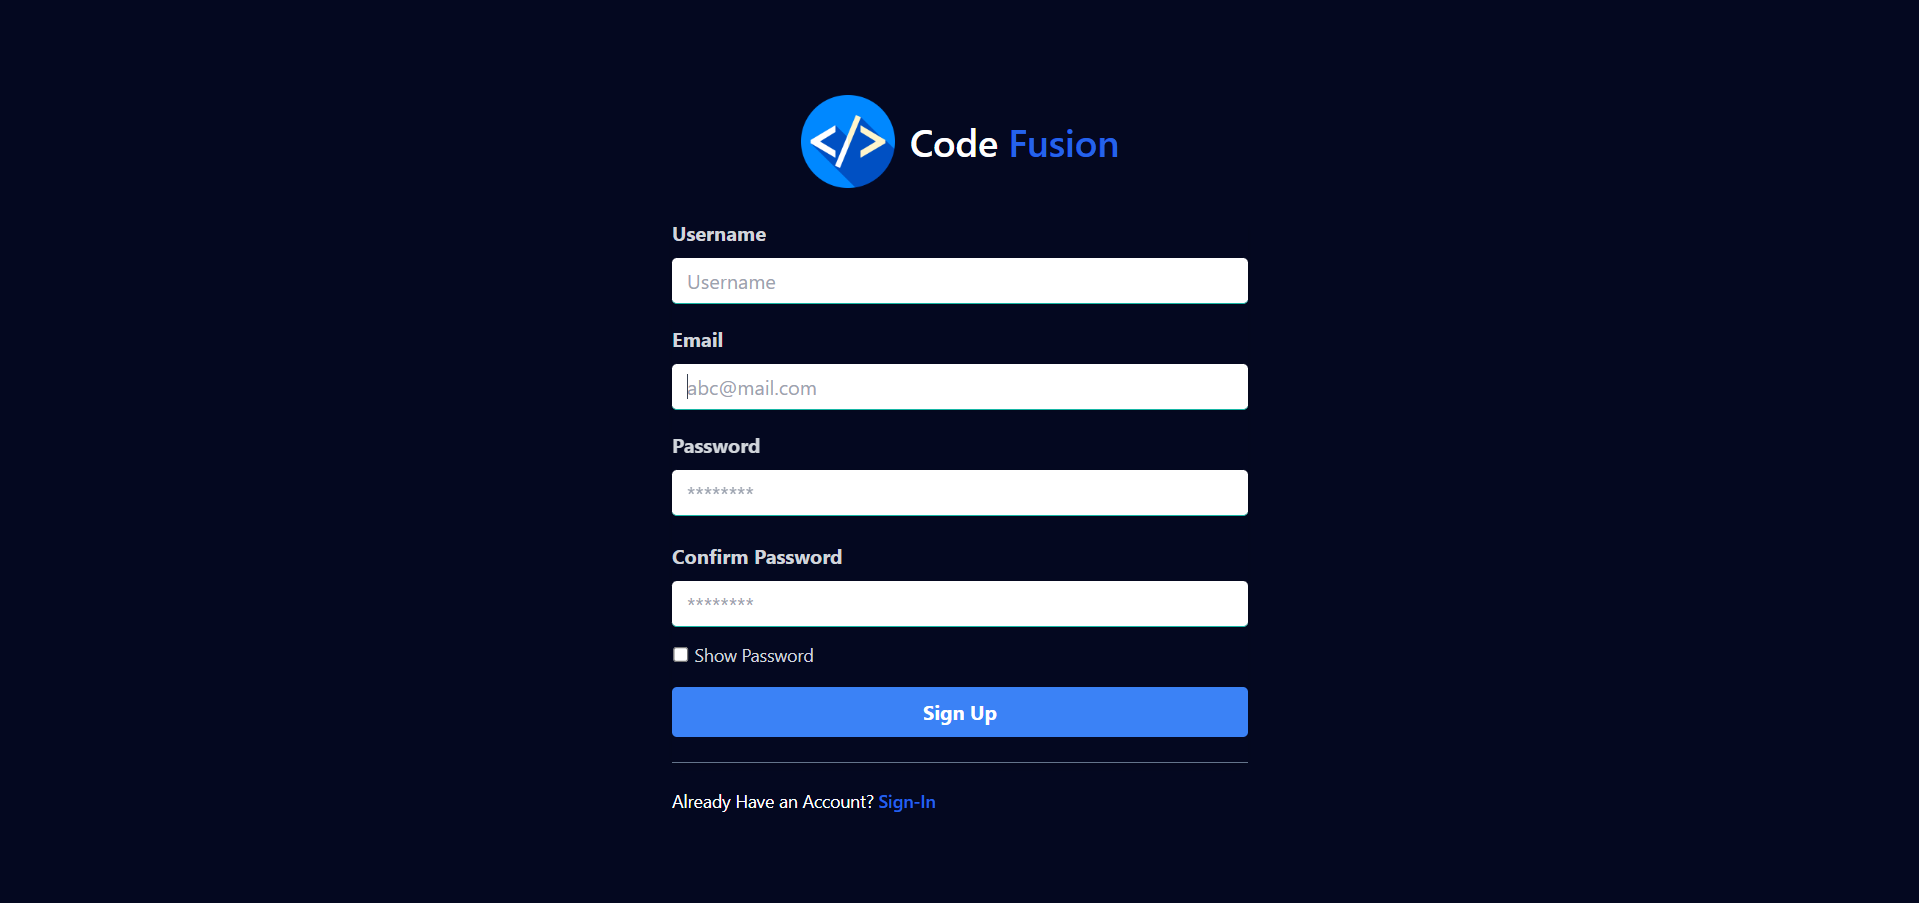 </> Code Fusion
Username
Username
Email
abc@mail.com
Password
********
Confirm Password
********
Show Password
Sign Up
Already Have an Account? Sign-In